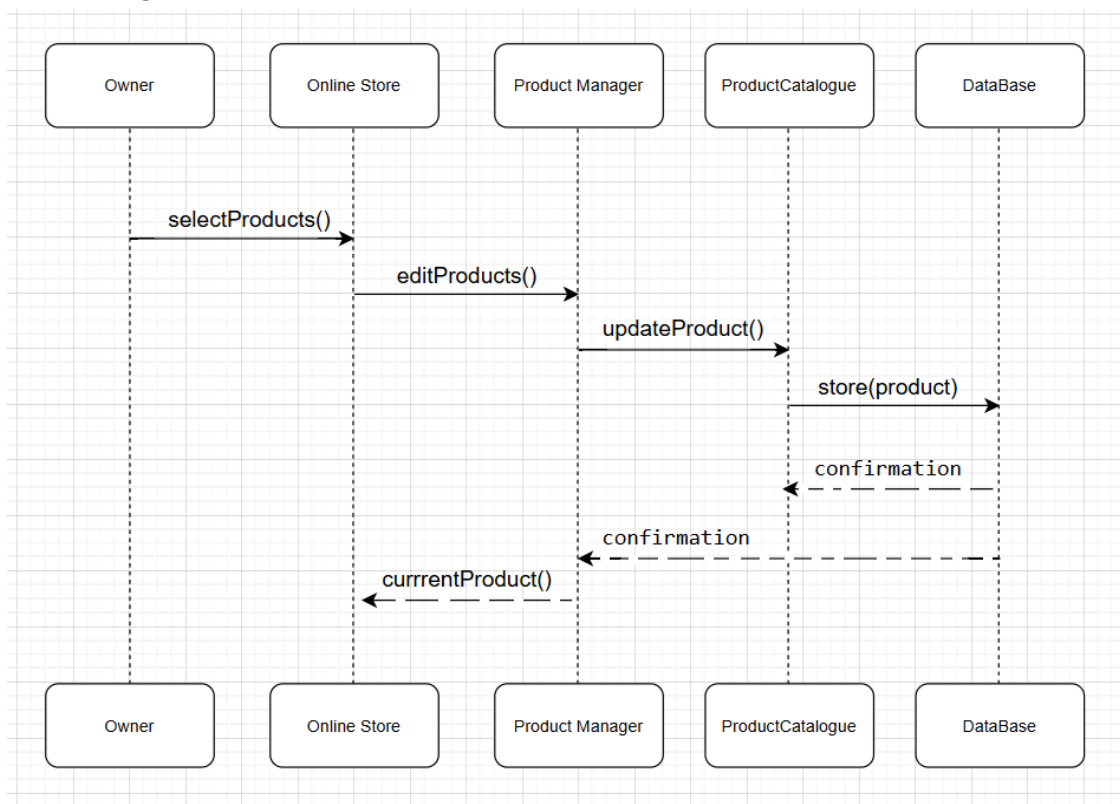 Owner
Online Store
Product Manager
ProductCatalogue
DataBase
selectProducts()
editProducts()
updateProduct()
store(product)
confirmation
confirmation
currrentProduct()
Owner
Online Store
Product Manager
ProductCatalogue
DataBase